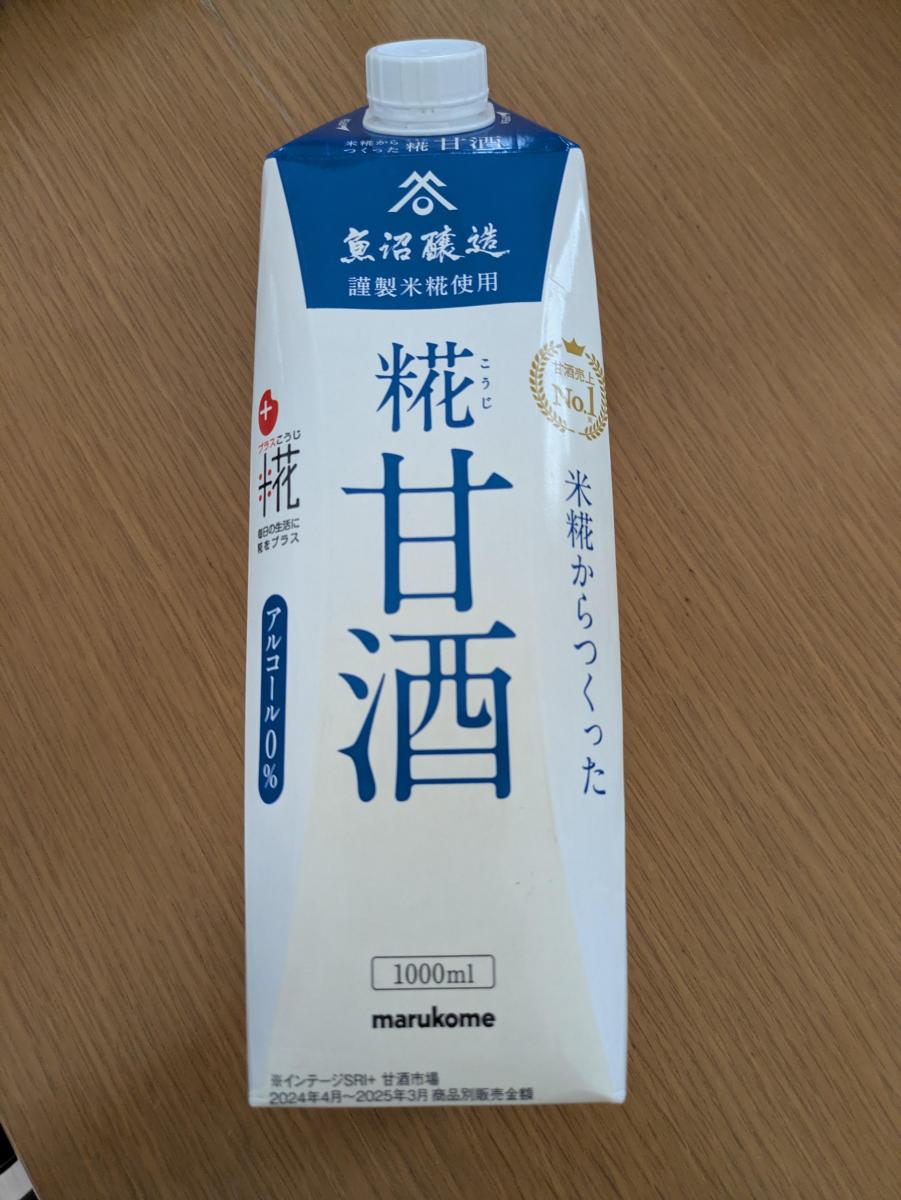 米糀から
つくった
糀甘酒
魚沼醸造
謹製米糀使用
糀
こうじ
甘酒
甘酒売上
No.1
※
米糀からつくった
プラスこうじ
糀
毎日の生活に
糀をプラス
アルコール0%
1000ml
marukome
※インテージSRI+ 甘酒市場
2024年4月～2025年3月 商品別販売金額